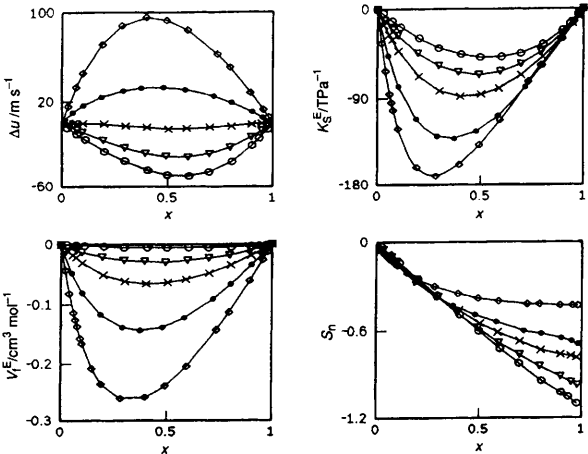 100
20
-60
Δu/m s⁻¹
0 0.5 1
x
0
-90
-180
K_S^E/TPa⁻¹
0 0.5 1
x
0
-0.1
-0.2
-0.3
V_f^E/cm³ mol⁻¹
0 0.5 1
x
0
-0.6
-1.2
S_n
0 0.5 1
x